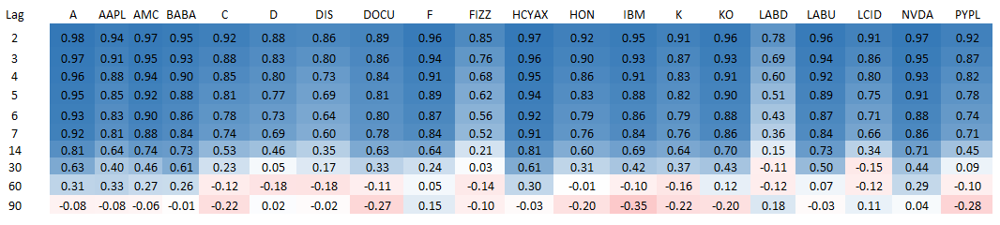 Lag A AAPL AMC BABA C D DIS DOCU F FIZZ HCYAX HON IBM K KO LABD LABU LCID NVDA PYPL
2 0.98 0.94 0.97 0.95 0.92 0.88 0.86 0.89 0.96 0.85 0.97 0.92 0.95 0.91 0.96 0.78 0.96 0.91 0.97 0.92
3 0.97 0.91 0.95 0.93 0.88 0.83 0.80 0.86 0.94 0.76 0.96 0.90 0.93 0.87 0.93 0.69 0.94 0.86 0.95 0.87
4 0.96 0.88 0.94 0.90 0.85 0.80 0.73 0.84 0.91 0.68 0.95 0.86 0.91 0.83 0.91 0.60 0.92 0.80 0.93 0.82
5 0.95 0.85 0.92 0.88 0.81 0.77 0.69 0.81 0.89 0.62 0.94 0.83 0.88 0.82 0.90 0.51 0.89 0.75 0.91 0.78
6 0.93 0.83 0.90 0.86 0.78 0.73 0.64 0.80 0.87 0.56 0.92 0.79 0.86 0.79 0.88 0.43 0.87 0.71 0.88 0.74
7 0.92 0.81 0.88 0.84 0.74 0.69 0.60 0.78 0.84 0.52 0.91 0.76 0.84 0.76 0.86 0.36 0.84 0.66 0.86 0.71
14 0.81 0.64 0.74 0.73 0.53 0.46 0.35 0.63 0.64 0.21 0.81 0.60 0.69 0.64 0.70 0.15 0.73 0.34 0.71 0.45
30 0.63 0.40 0.46 0.61 0.23 0.05 0.17 0.33 0.24 0.03 0.61 0.31 0.42 0.37 0.43 -0.11 0.50 -0.15 0.44 0.09
60 0.31 0.33 0.27 0.26 -0.12 -0.18 -0.18 -0.11 0.05 -0.14 0.30 -0.01 -0.10 -0.16 0.12 -0.12 0.07 -0.12 0.29 -0.10
90 -0.08 -0.08 -0.06 -0.01 -0.22 0.02 -0.02 -0.27 0.15 -0.10 -0.03 -0.20 -0.35 -0.22 -0.20 0.18 -0.03 0.11 0.04 -0.28